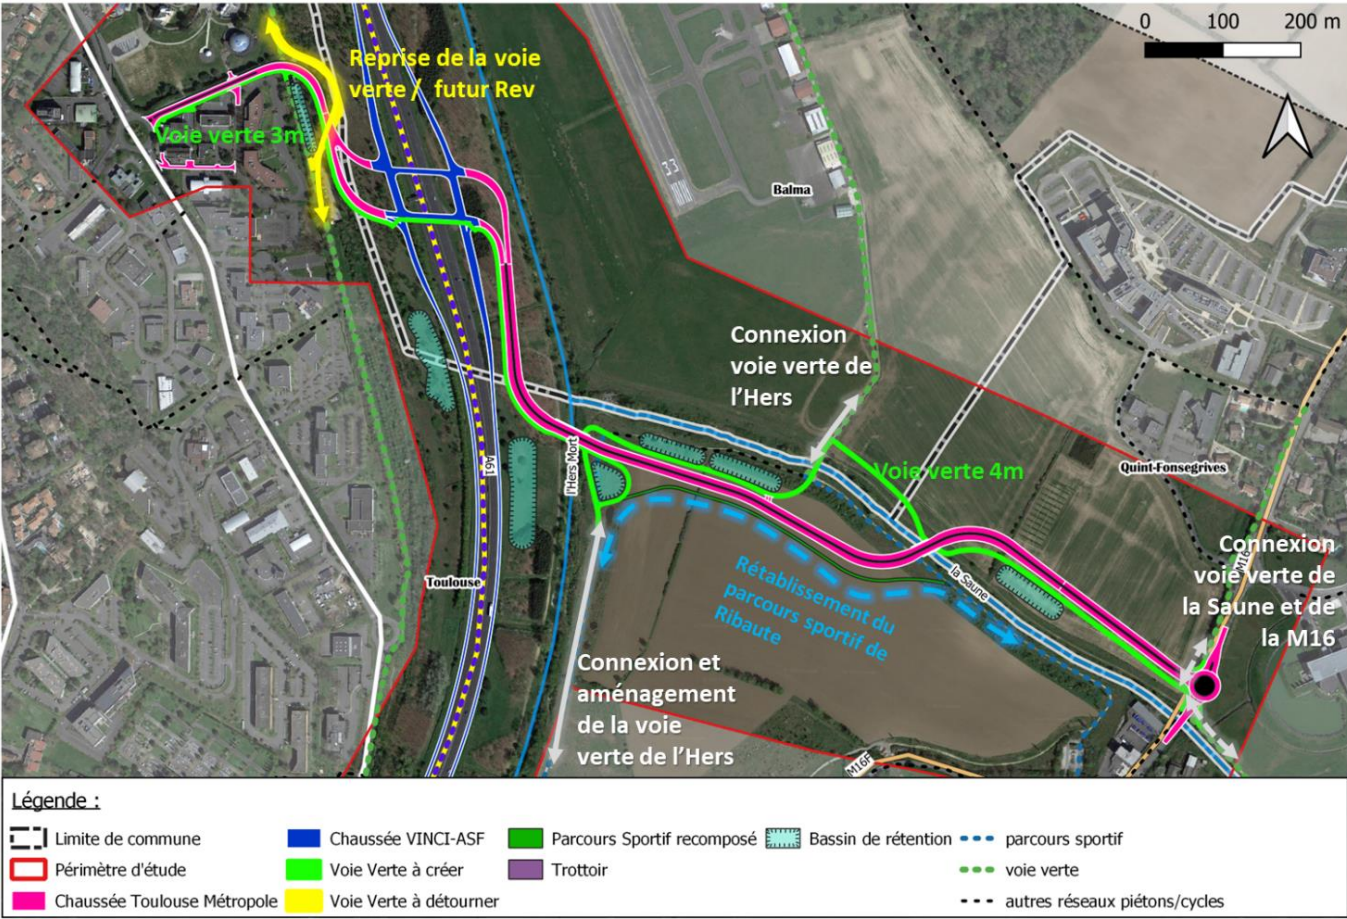 0 100 200 m
Reprise de la voie
verte / futur Rev
Voie verte 3m
Balma
Connexion
voie verte de
l'Hers
A61
l'Hers Mort
Voie verte 4m
Quint-Fonsegrives
M16
Connexion
voie verte de
la Saune et de
la M16
Toulouse
la Saune
Rétablissement du
parcours sportif de
Ribaute
Connexion et
aménagement
de la voie
verte de l'Hers
M16F
Légende :
Limite de commune
Périmètre d'étude
Chaussée Toulouse Métropole
Chaussée VINCI-ASF
Voie Verte à créer
Voie Verte à détourner
Parcours Sportif recomposé
Trottoir
Bassin de rétention
parcours sportif
voie verte
autres réseaux piétons/cycles